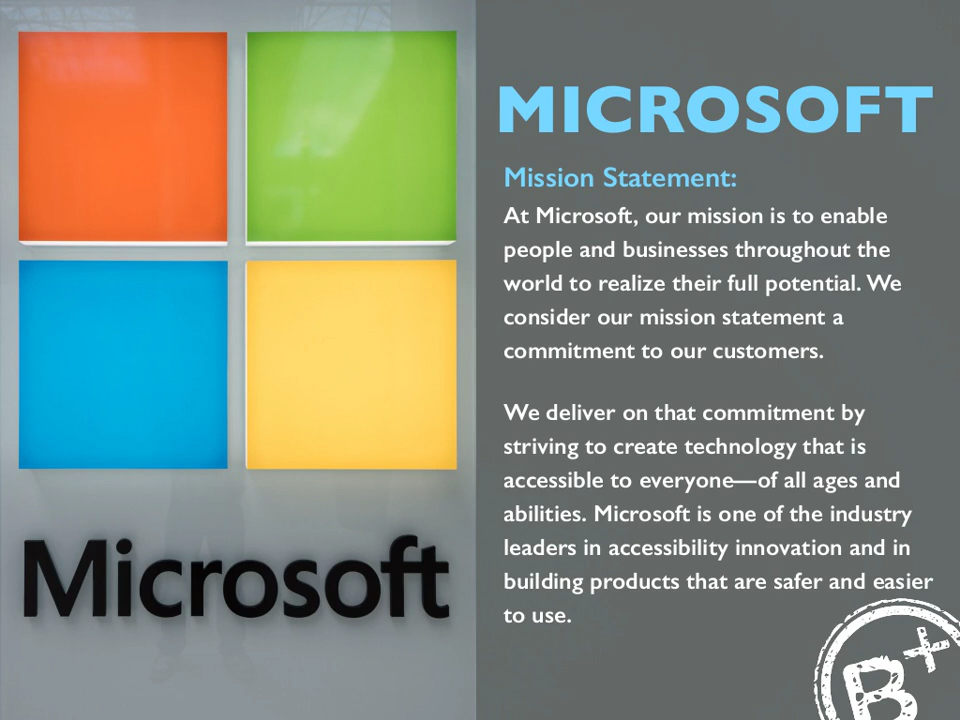 Microsoft
MICROSOFT
Mission Statement:
At Microsoft, our mission is to enable
people and businesses throughout the
world to realize their full potential. We
consider our mission statement a
commitment to our customers.
We deliver on that commitment by
striving to create technology that is
accessible to everyone—of all ages and
abilities. Microsoft is one of the industry
leaders in accessibility innovation and in
building products that are safer and easier
to use.
B+